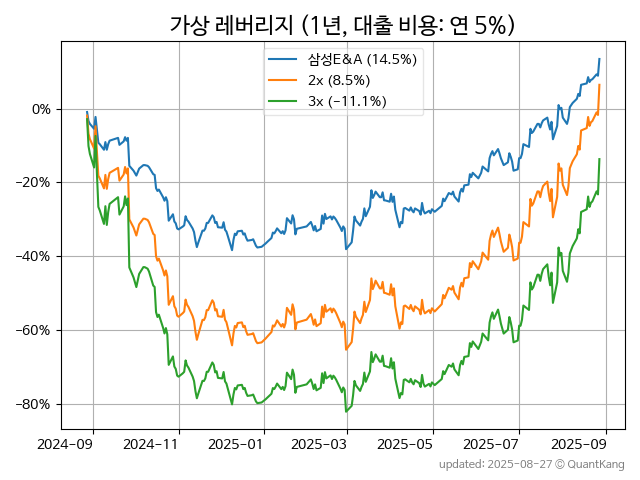 가상 레버리지 (1년, 대출 비용: 연 5%)
삼성E&A (14.5%)
2x (8.5%)
3x (−11.1%)
0%
−20%
−40%
−60%
−80%
2024-09 2024-11 2025-01 2025-03 2025-05 2025-07 2025-09
updated: 2025-08-27 © QuantKang